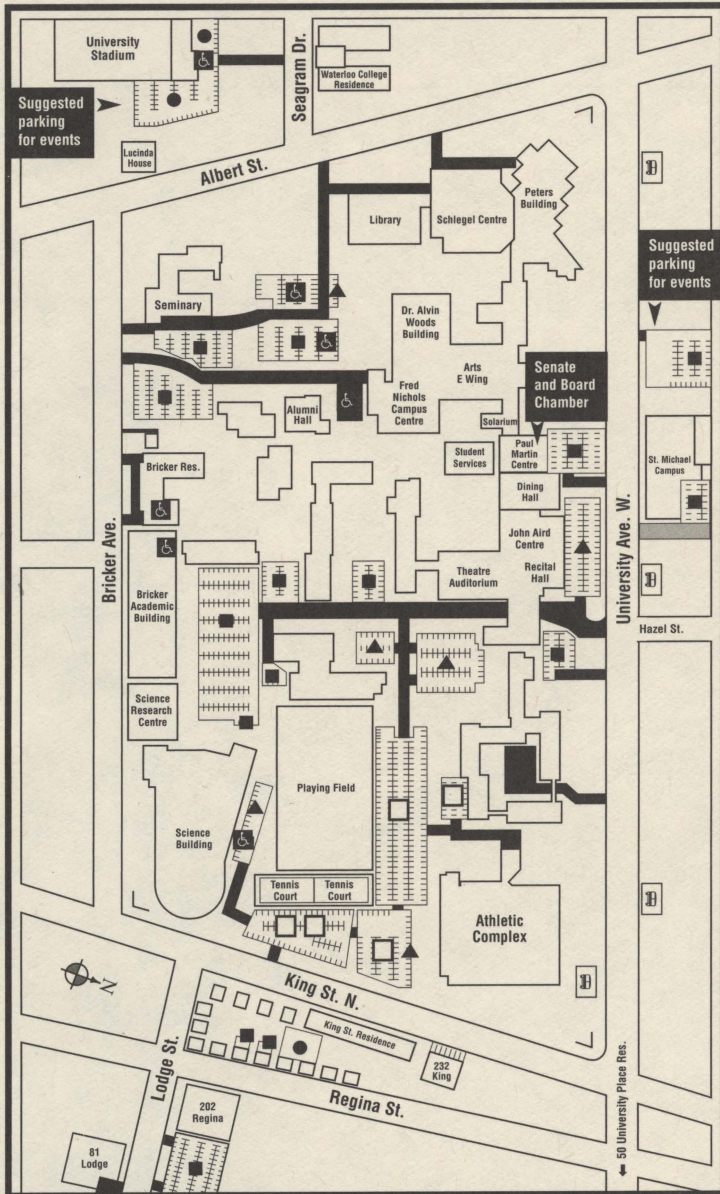 University
Stadium
Seagram Dr.
Waterloo College
Residence
Suggested
parking
for events
Lucinda
House
Albert St.
Library
Schlegel Centre
Peters
Building
Suggested
parking
for events
Seminary
Dr. Alvin
Woods
Building
Arts
E Wing
Senate
and Board
Chamber
Fred
Nichols
Campus
Centre
Alumni
Hall
Solarium
Student
Services
Paul
Martin
Centre
St. Michael
Campus
Bricker Res.
Dining
Hall
John Aird
Centre
Recital
Hall
Theatre
Auditorium
Bricker Ave.
University Ave. W.
Bricker
Academic
Building
Hazel St.
Science
Research
Centre
Playing Field
Science
Building
Tennis
Court
Tennis
Court
Athletic
Complex
N
King St. N.
King St. Residence
232
King
Lodge St.
Regina St.
202
Regina
81
Lodge
50 University Place Res.